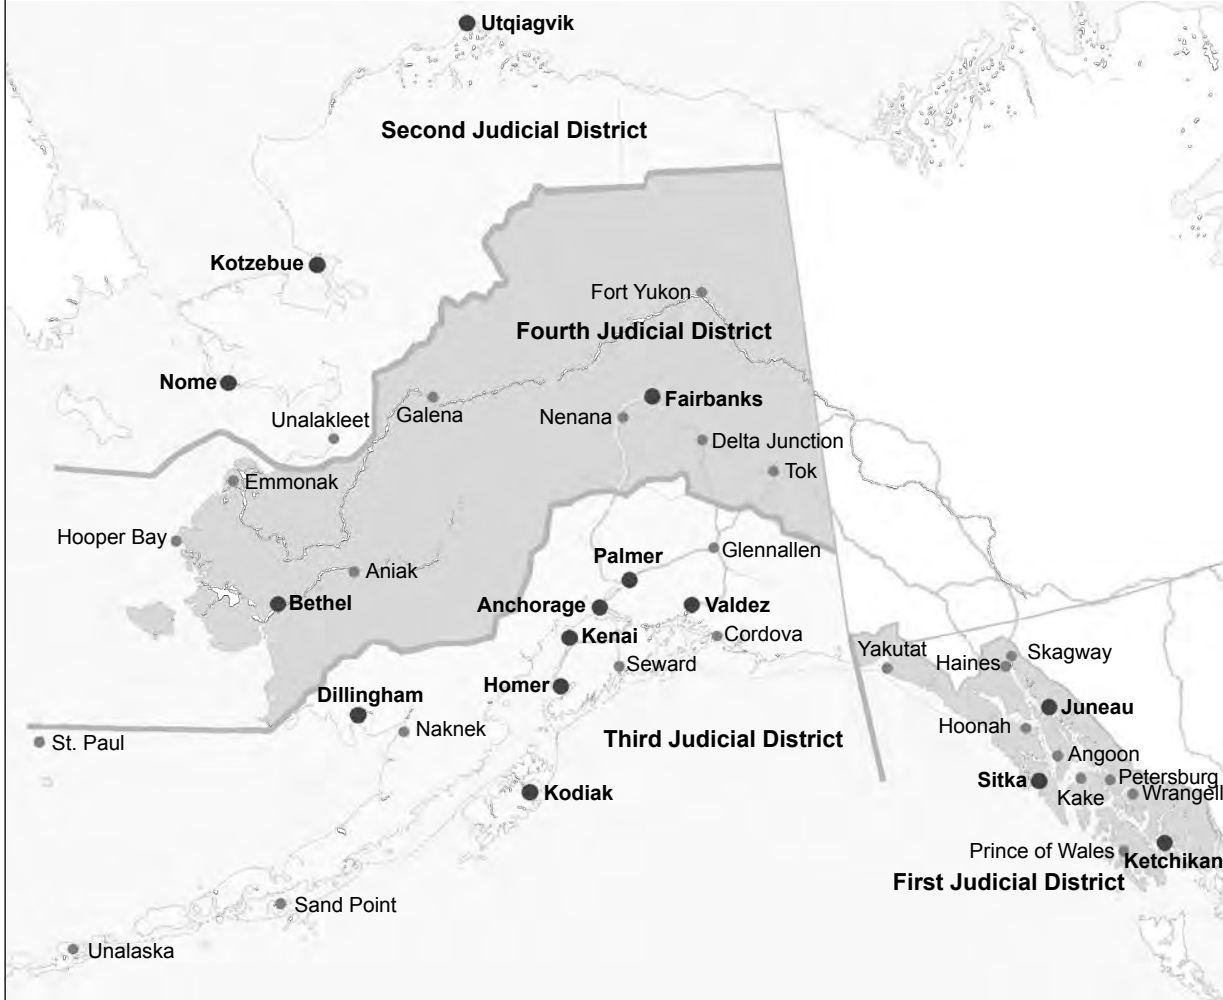 Utqiagvik
Second Judicial District
Kotzebue
Fort Yukon
Fourth Judicial District
Nome
Galena
Fairbanks
Nenana
Unalakleet
Delta Junction
Tok
Emmonak
Hooper Bay
Glennallen
Palmer
Aniak
Bethel
Anchorage
Valdez
Kenai
Cordova
Seward
Yakutat
Skagway
Haines
Homer
Dillingham
Juneau
Naknek
Hoonah
St. Paul
Third Judicial District
Angoon
Sitka
Petersburg
Kake
Wrangell
Kodiak
Prince of Wales
Ketchikan
First Judicial District
Sand Point
Unalaska